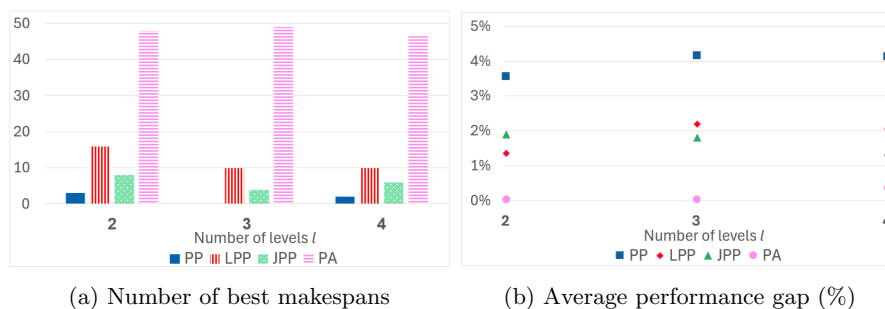 50
40
30
20
10
0
2 3 4
Number of levels l
PP LPP JPP PA
(a) Number of best makespans
5%
4%
3%
2%
1%
0%
2 3 4
Number of levels l
PP LPP JPP PA
(b) Average performance gap (%)